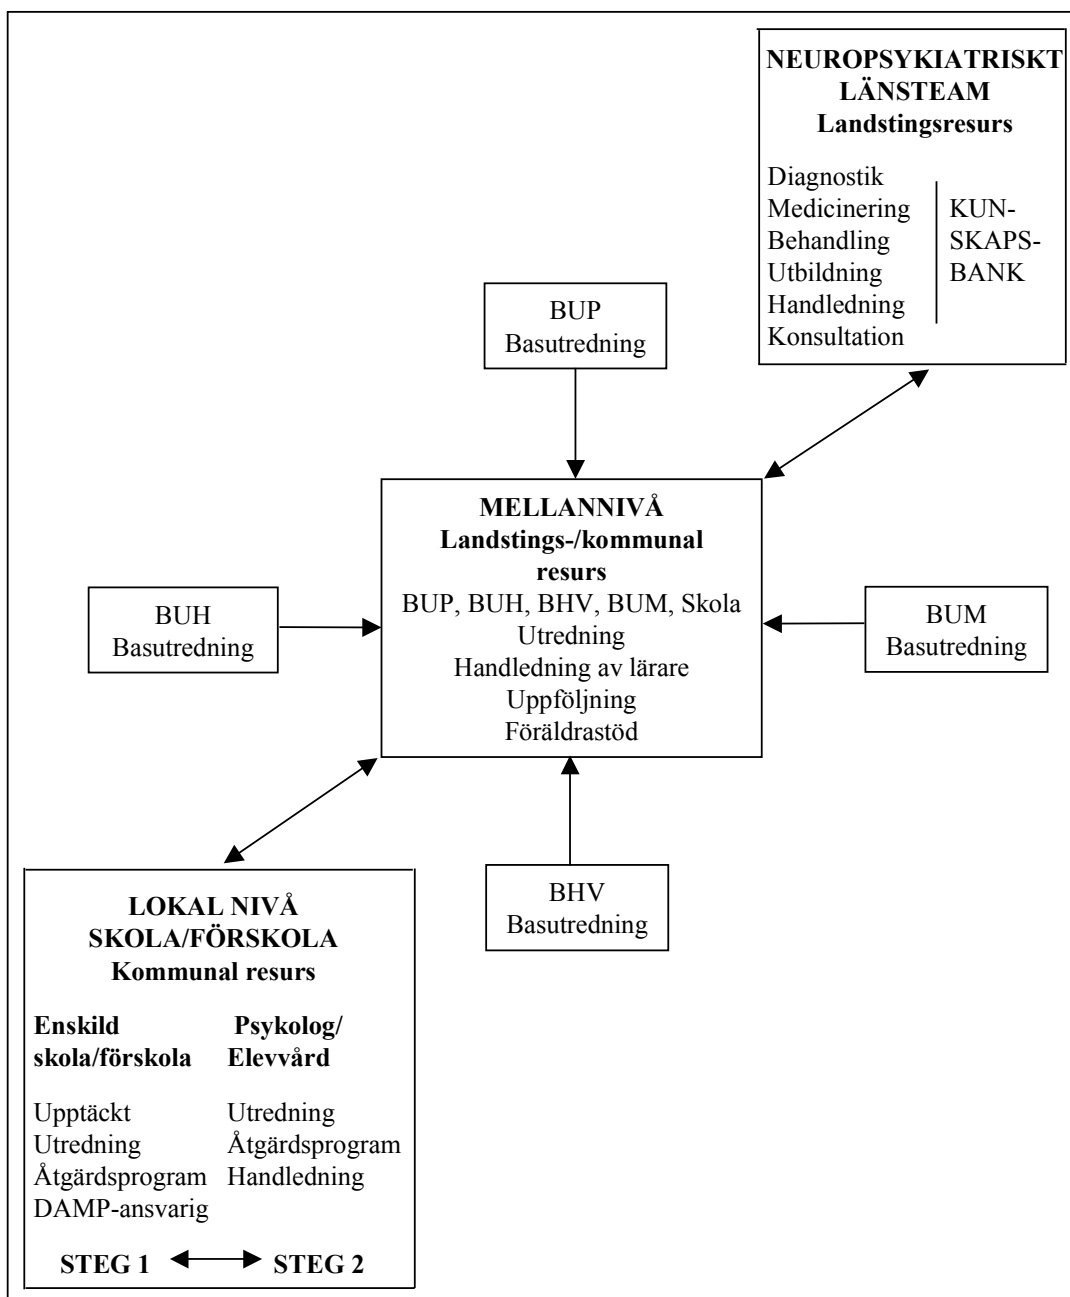 NEUROPSYKIATRISKT
LÄNSTEAM
Landstingsresurs
Diagnostik
Medicinering
Behandling
Utbildning
Handledning
Konsultation
KUN-
SKAPS-
BANK
BUP
Basutredning
MELLANNIVÅ
Landstings-/kommunal
resurs
BUP, BUH, BHV, BUM, Skola
Utredning
Handledning av lärare
Uppföljning
Föräldrastöd
BUH
Basutredning
BUM
Basutredning
BHV
Basutredning
LOKAL NIVÅ
SKOLA/FÖRSKOLA
Kommunal resurs
Enskild
skola/förskola
Upptäckt
Utredning
Åtgärdsprogram
DAMP-ansvarig
STEG 1
Psykolog/
Elevvård
Utredning
Åtgärdsprogram
Handledning
STEG 2